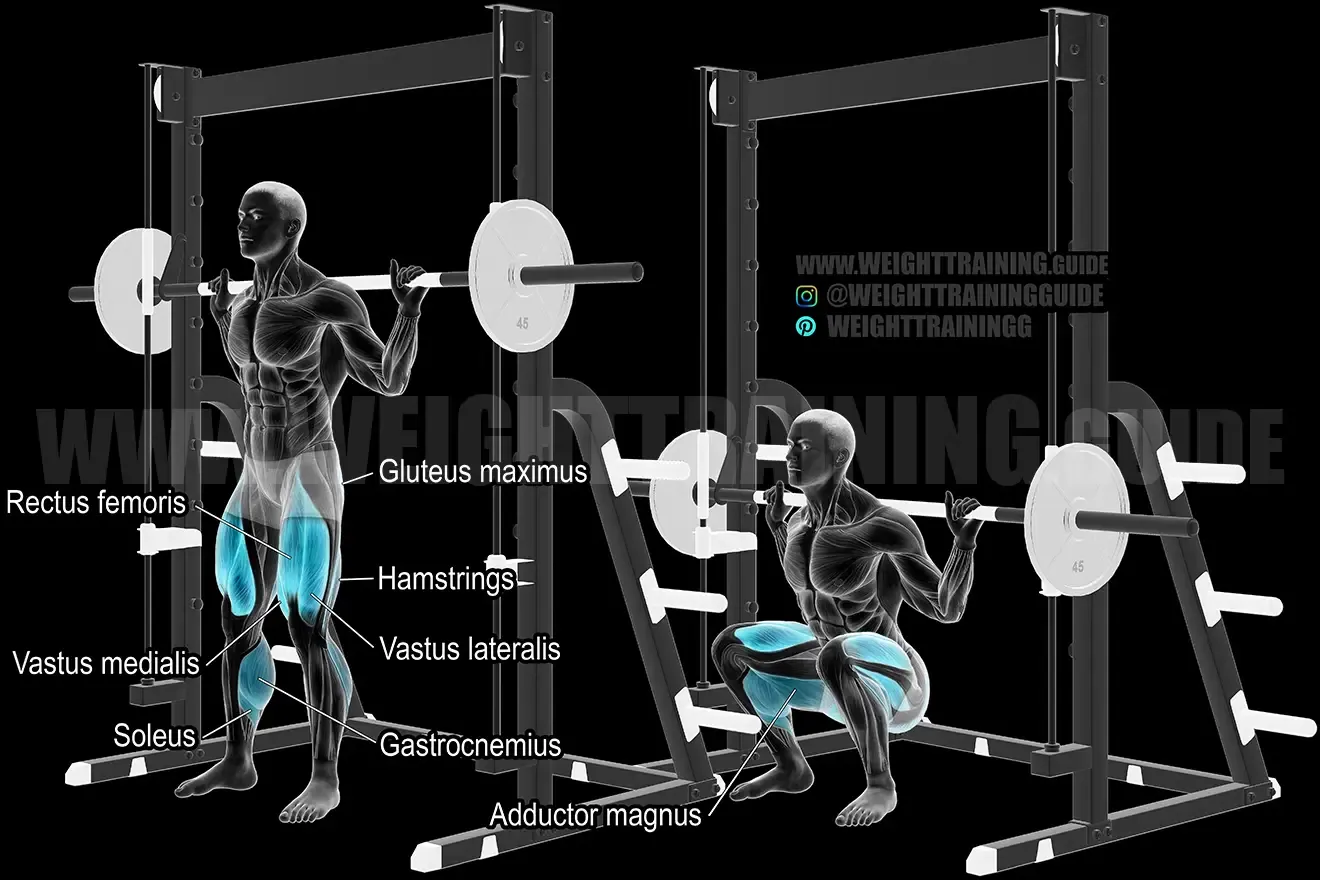 WWW.WEIGHTTRAINING.GUIDE
@WEIGHTTRAININGGUIDE
WEIGHTTRAININGG
45
WWW.WEIGHTTRAINING.GUIDE
Gluteus maximus
Rectus femoris
Hamstrings
45
Vastus lateralis
Vastus medialis
Soleus
Gastrocnemius
Adductor magnus